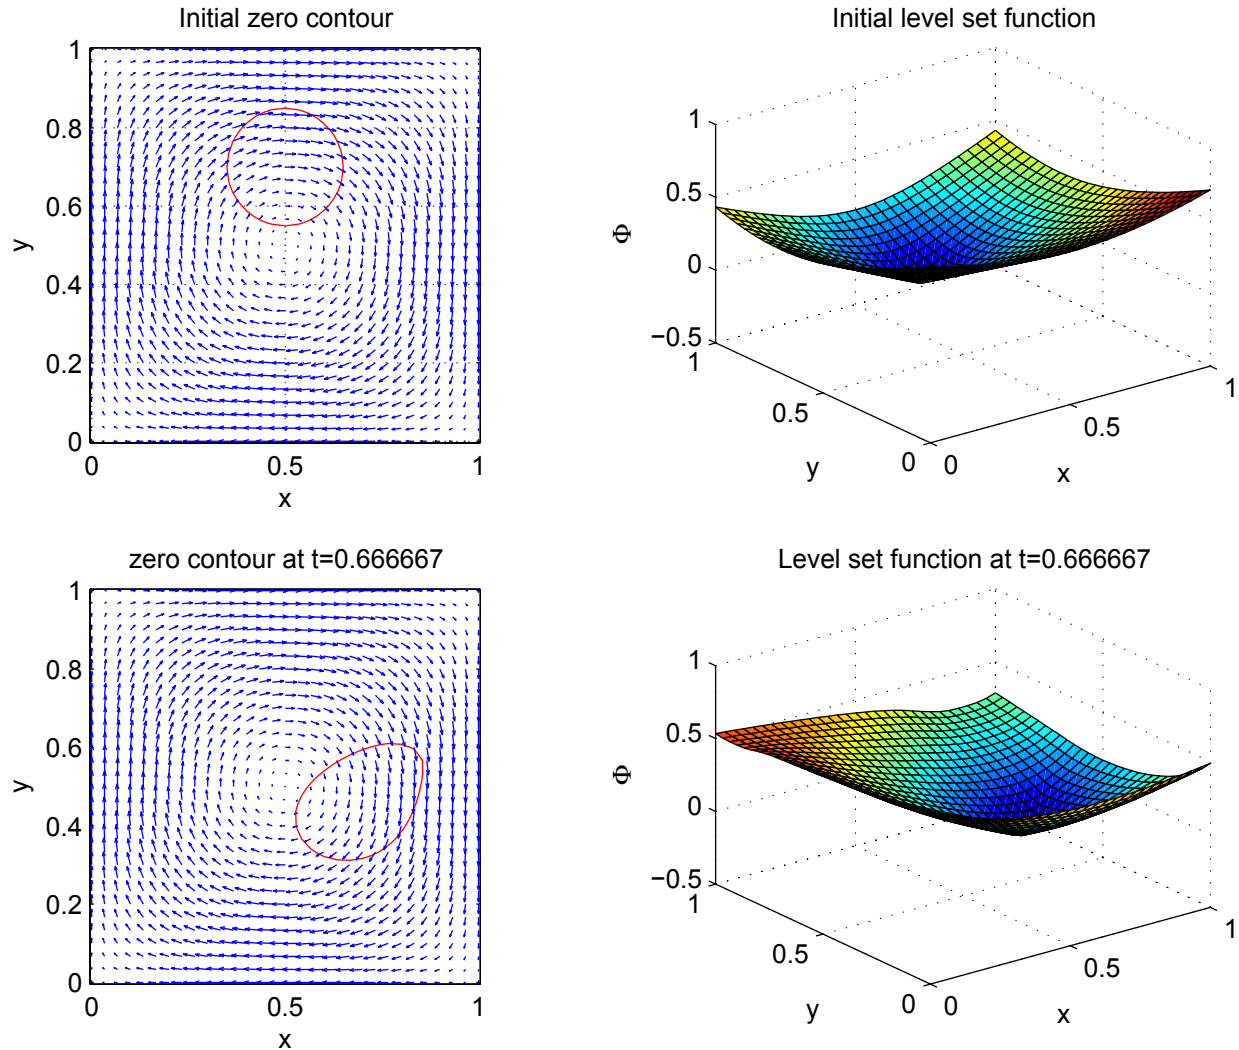 Initial zero contour
1
0.8
0.6
0.4
0.2
0
0
0.5
1
x
y
Initial level set function
1
0.5
0
−0.5
Φ
1
0.5
0
y
0
0.5
1
x
zero contour at t=0.666667
1
0.8
0.6
0.4
0.2
0
0
0.5
1
x
y
Level set function at t=0.666667
1
0.5
0
−0.5
Φ
1
0.5
0
y
0
0.5
1
x